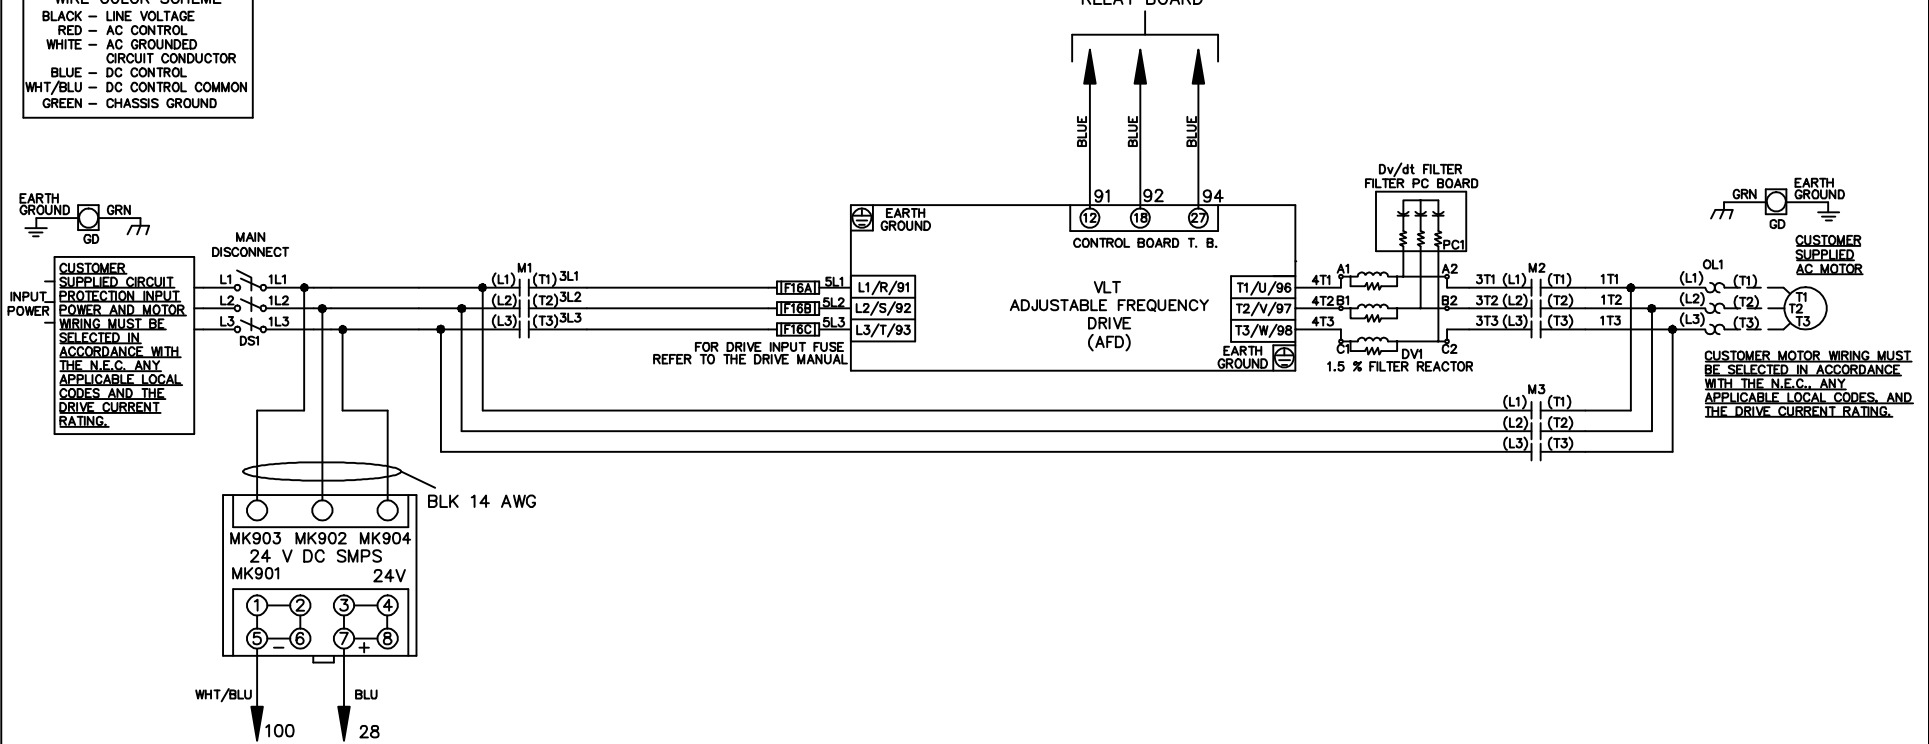 WIRE COLOR SCHEME
BLACK – LINE VOLTAGE
RED – AC CONTROL
WHITE – AC GROUNDED
CIRCUIT CONDUCTOR
BLUE – DC CONTROL
WHT/BLU – DC CONTROL COMMON
GREEN – CHASSIS GROUND
RELAY BOARD
BLUE
BLUE
BLUE
91
92
94
12
18
27
CONTROL BOARD T. B.
EARTH
GROUND
GRN
GD
INPUT
POWER
CUSTOMER
SUPPLIED CIRCUIT
PROTECTION INPUT
POWER AND MOTOR
WIRING MUST BE
SELECTED IN
ACCORDANCE WITH
THE N.E.C. ANY
APPLICABLE LOCAL
CODES AND THE
DRIVE CURRENT
RATING.
MAIN
DISCONNECT
L1 1L1
L2 1L2
L3 1L3
DS1
M1
(L1) (T1) 3L1
(L2) (T2) 3L2
(L3) (T3) 3L3
F16A 5L1
F16B 5L2
F16C 5L3
FOR DRIVE INPUT FUSE
REFER TO THE DRIVE MANUAL
EARTH
GROUND
L1/R/91
L2/S/92
L3/T/93
VLT
ADJUSTABLE FREQUENCY
DRIVE
(AFD)
T1/U/96
T2/V/97
T3/W/98
EARTH
GROUND
Dv/dt FILTER
FILTER PC BOARD
PC1
4T1 A1 A2
4T2 B1 B2
4T3
C1 C2
DV1
1.5 % FILTER REACTOR
M2
3T1 (L1) (T1) 1T1
3T2 (L2) (T2) 1T2
3T3 (L3) (T3) 1T3
OL1
(L1) (T1)
(L2) (T2)
(L3) (T3)
T1
T2
T3
GRN
EARTH
GROUND
GD
CUSTOMER
SUPPLIED
AC MOTOR
CUSTOMER MOTOR WIRING MUST
BE SELECTED IN ACCORDANCE
WITH THE N.E.C., ANY
APPLICABLE LOCAL CODES, AND
THE DRIVE CURRENT RATING.
M3
(L1) (T1)
(L2) (T2)
(L3) (T3)
BLK 14 AWG
MK903 MK902 MK904
24 V DC SMPS
MK901 24V
1 2 3 4
5 6 7 8
– +
WHT/BLU BLU
100 28